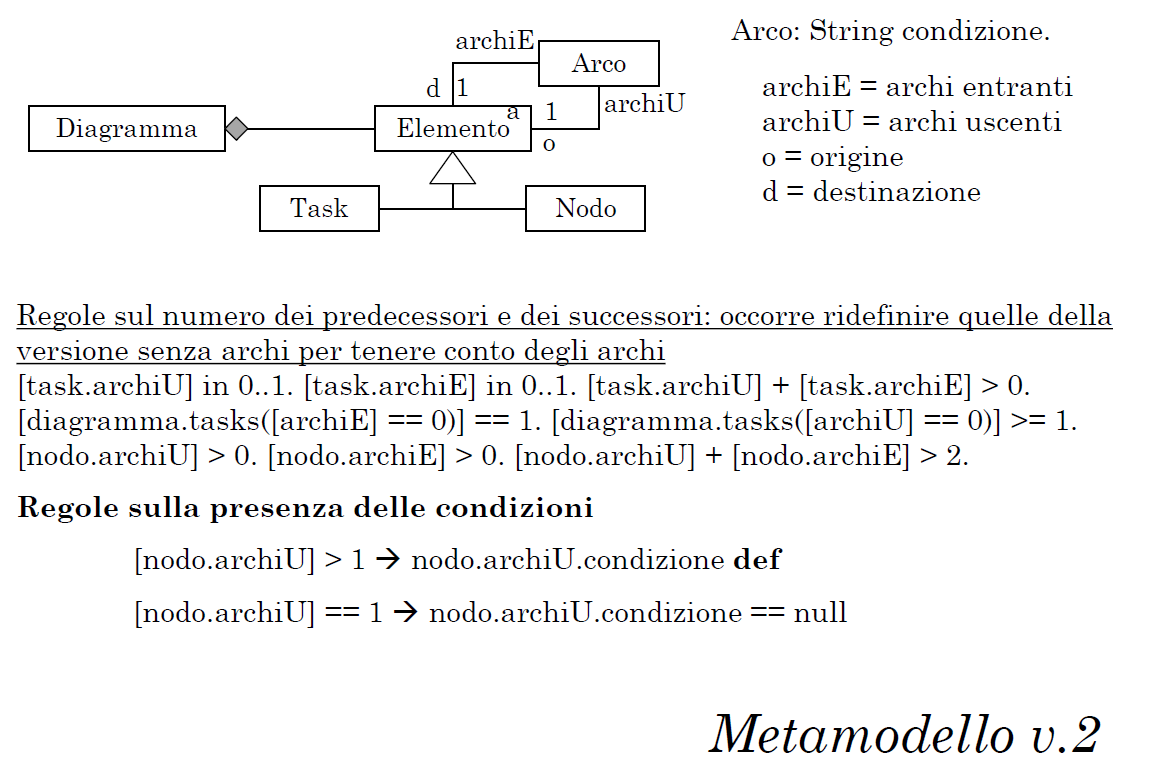 archiE
Arco: String condizione.
Arco
d 1
archiE = archi entranti
archiU
Diagramma
Elemento
a
1
archiU = archi uscenti
o
o = origine
d = destinazione
Task
Nodo
Regole sul numero dei predecessori e dei successori: occorre ridefinire quelle della
versione senza archi per tenere conto degli archi
[task.archiU] in 0..1. [task.archiE] in 0..1. [task.archiU] + [task.archiE] > 0.
[diagramma.tasks([archiE] == 0)] == 1. [diagramma.tasks([archiU] == 0)] >= 1.
[nodo.archiU] > 0. [nodo.archiE] > 0. [nodo.archiU] + [nodo.archiE] > 2.
Regole sulla presenza delle condizioni
[nodo.archiU] > 1 → nodo.archiU.condizione def
[nodo.archiU] == 1 → nodo.archiU.condizione == null
Metamodello v.2